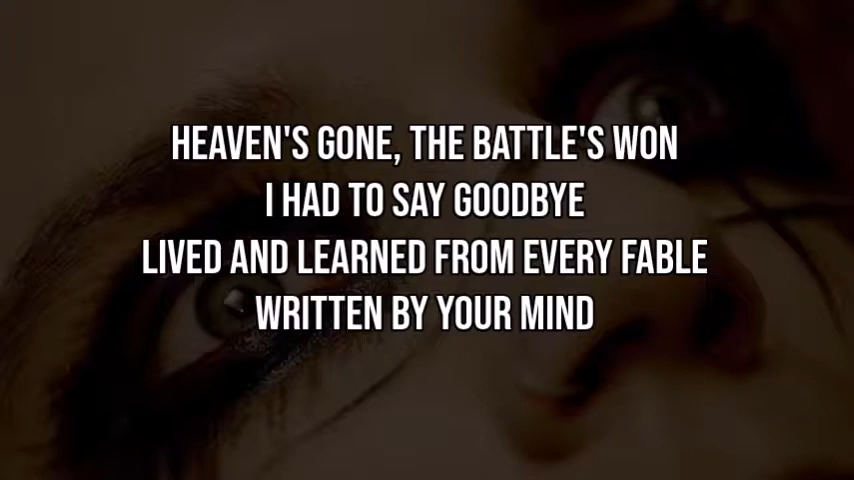 HEAVEN'S GONE, THE BATTLE'S WON
I HAD TO SAY GOODBYE
LIVED AND LEARNED FROM EVERY FABLE
WRITTEN BY YOUR MIND